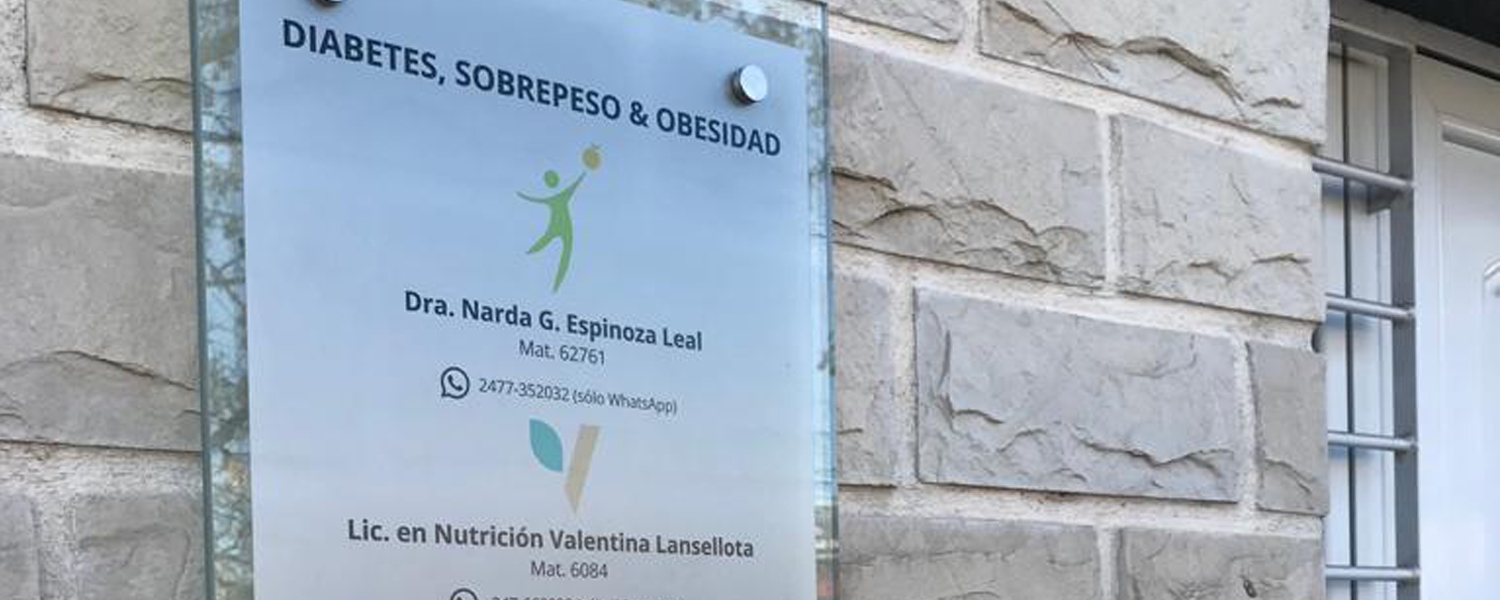 DIABETES, SOBREPESO & OBESIDAD
Dra. Narda G. Espinoza Leal
Mat. 62761
2477-352032 (sólo WhatsApp)
Lic. en Nutrición Valentina Lansellota
Mat. 6084